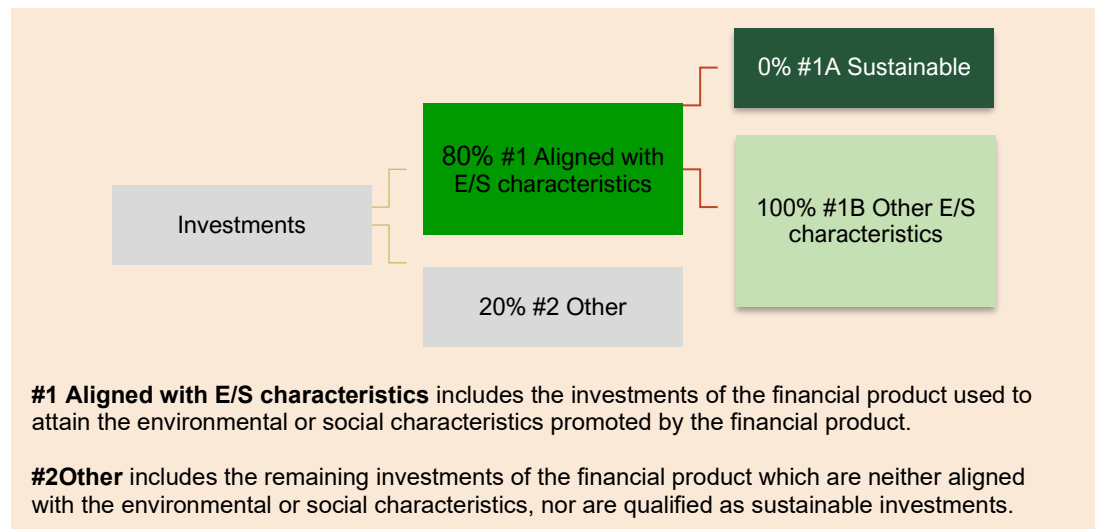 0% #1A Sustainable
80% #1 Aligned with
E/S characteristics
100% #1B Other E/S
characteristics
Investments
20% #2 Other
#1 Aligned with E/S characteristics includes the investments of the financial product used to
attain the environmental or social characteristics promoted by the financial product.
#2Other includes the remaining investments of the financial product which are neither aligned
with the environmental or social characteristics, nor are qualified as sustainable investments.